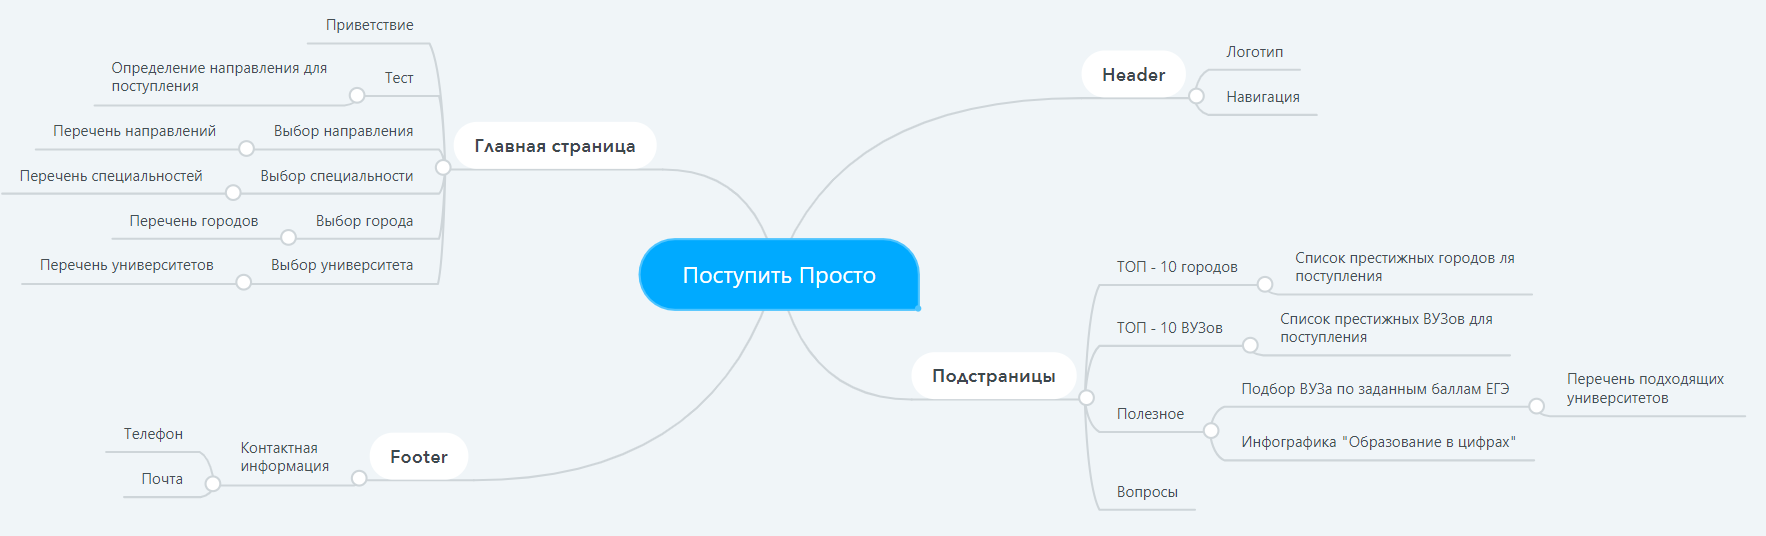 Поступить Просто
Главная страница
Приветствие
Тест
Определение направления для
поступления
Выбор направления
Перечень направлений
Выбор специальности
Перечень специальностей
Выбор города
Перечень городов
Выбор университета
Перечень университетов
Header
Логотип
Навигация
Подстраницы
ТОП - 10 городов
Список престижных городов ля
поступления
ТОП - 10 ВУЗов
Список престижных ВУЗов для
поступления
Полезное
Подбор ВУЗа по заданным баллам ЕГЭ
Перечень подходящих
университетов
Инфографика "Образование в цифрах"
Вопросы
Footer
Контактная
информация
Телефон
Почта